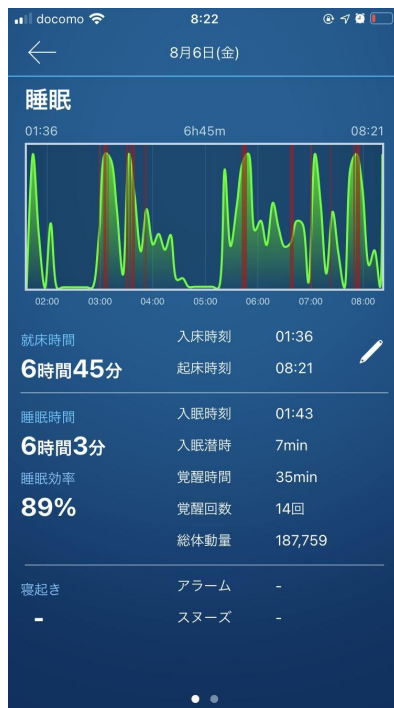 docomo 8:22
8月6日(金)
睡眠
01:36 6h45m 08:21
02:00 03:00 04:00 05:00 06:00 07:00 08:00
就床時間
6時間45分
入床時刻 01:36
起床時刻 08:21
睡眠時間
6時間3分
睡眠効率
89%
入眠時刻 01:43
入眠潜時 7min
覚醒時間 35min
覚醒回数 14回
総体動量 187,759
寝起き
-
アラーム -
スヌーズ -